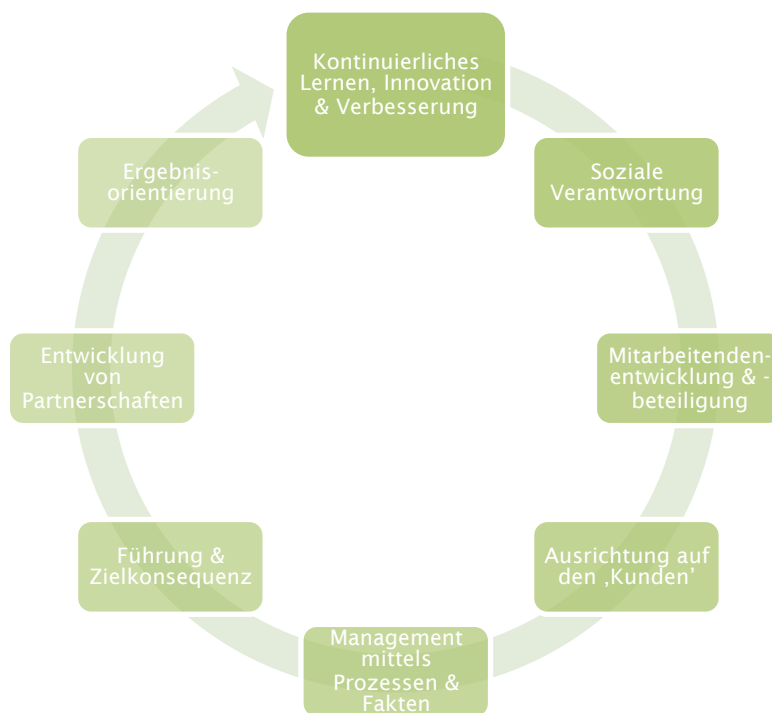 Kontinuierliches
Lernen, Innovation
& Verbesserung
Soziale
Verantwortung
Mitarbeitenden-
entwicklung & -
beteiligung
Ausrichtung auf
den ‚Kunden’
Management
mittels
Prozessen &
Fakten
Führung &
Zielkonsequenz
Entwicklung
von
Partnerschaften
Ergebnis-
orientierung